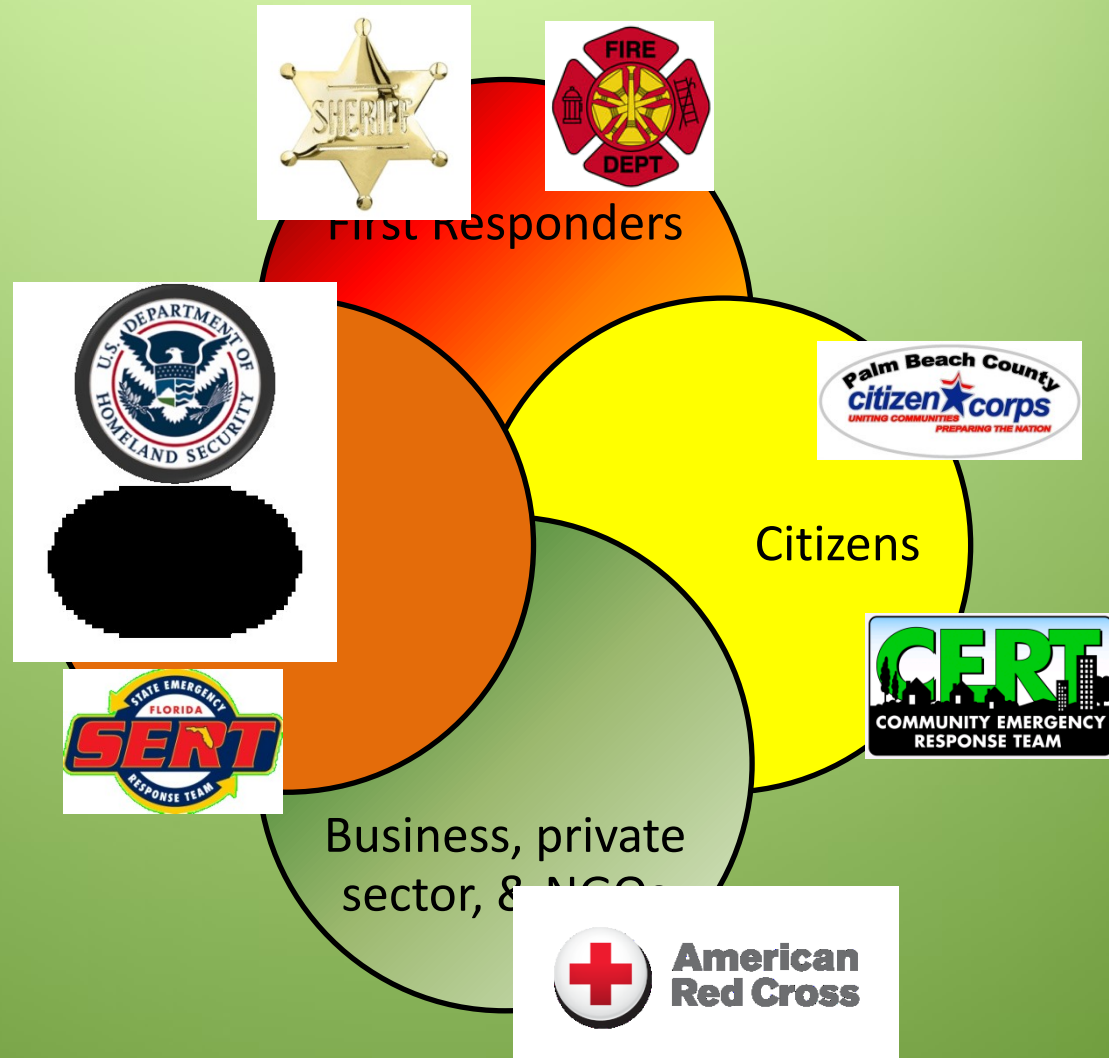 SHERIFF
FIRE
DEPT
First Responders
U.S. DEPARTMENT OF
HOMELAND SECURITY
Palm Beach County
citizen corps
UNITING COMMUNITIES
PREPARING THE NATION
Citizens
CERT
COMMUNITY EMERGENCY
RESPONSE TEAM
STATE EMERGENCY
FLORIDA
SERT
RESPONSE TEAM
Business, private
sector, & NGOs
American
Red Cross